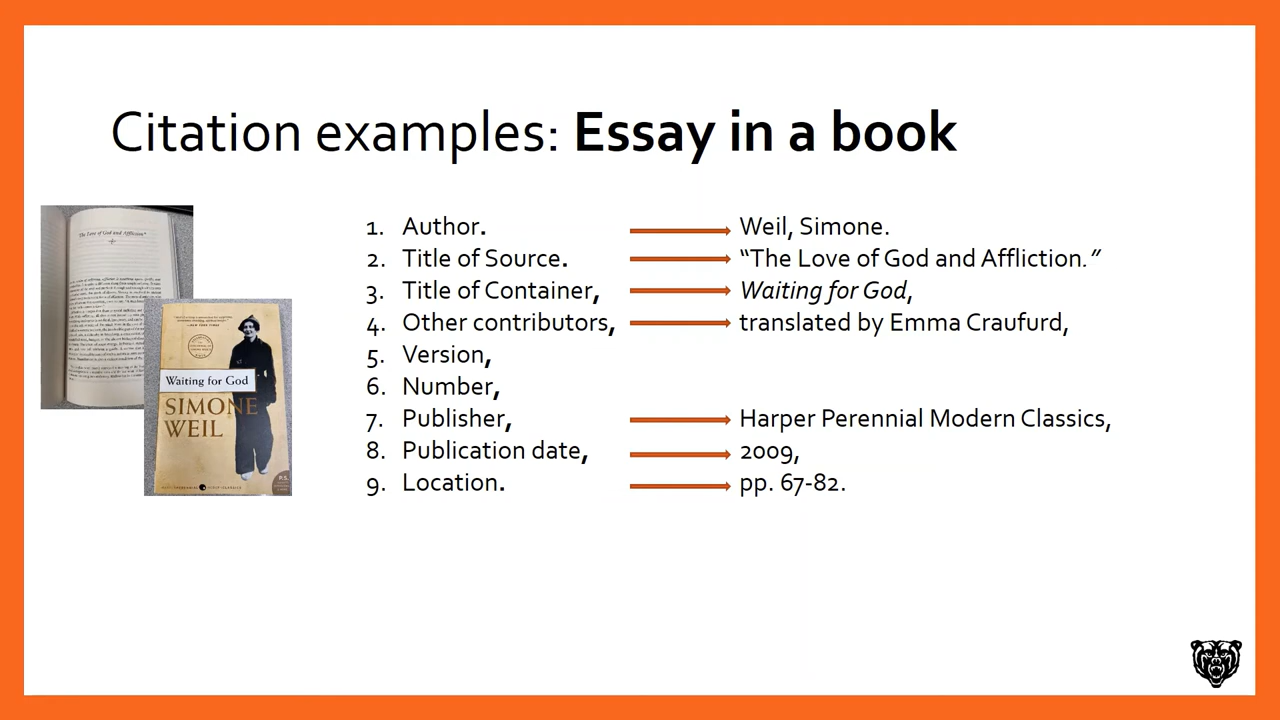 Citation examples: Essay in a book
The Love of God and Affliction*
Waiting for God
SIMONE
WEIL
P.S.
1. Author. Weil, Simone.
2. Title of Source. “The Love of God and Affliction.”
3. Title of Container, Waiting for God,
4. Other contributors, translated by Emma Craufurd,
5. Version,
6. Number,
7. Publisher, Harper Perennial Modern Classics,
8. Publication date, 2009,
9. Location. pp. 67-82.